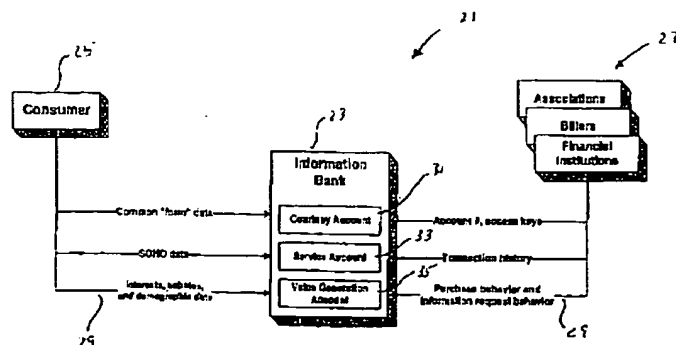 21
25
27
Consumer
Associations
Billers
Financial
Institutions
23
Information
Bank
31
Common "form" data
Courtesy Account
Account #, access keys
33
SOHO data
Service Account
Transaction history
35
Interests, hobbies,
and demographic data
Value Generation
Account
Purchase behavior and
information request behavior
29
29